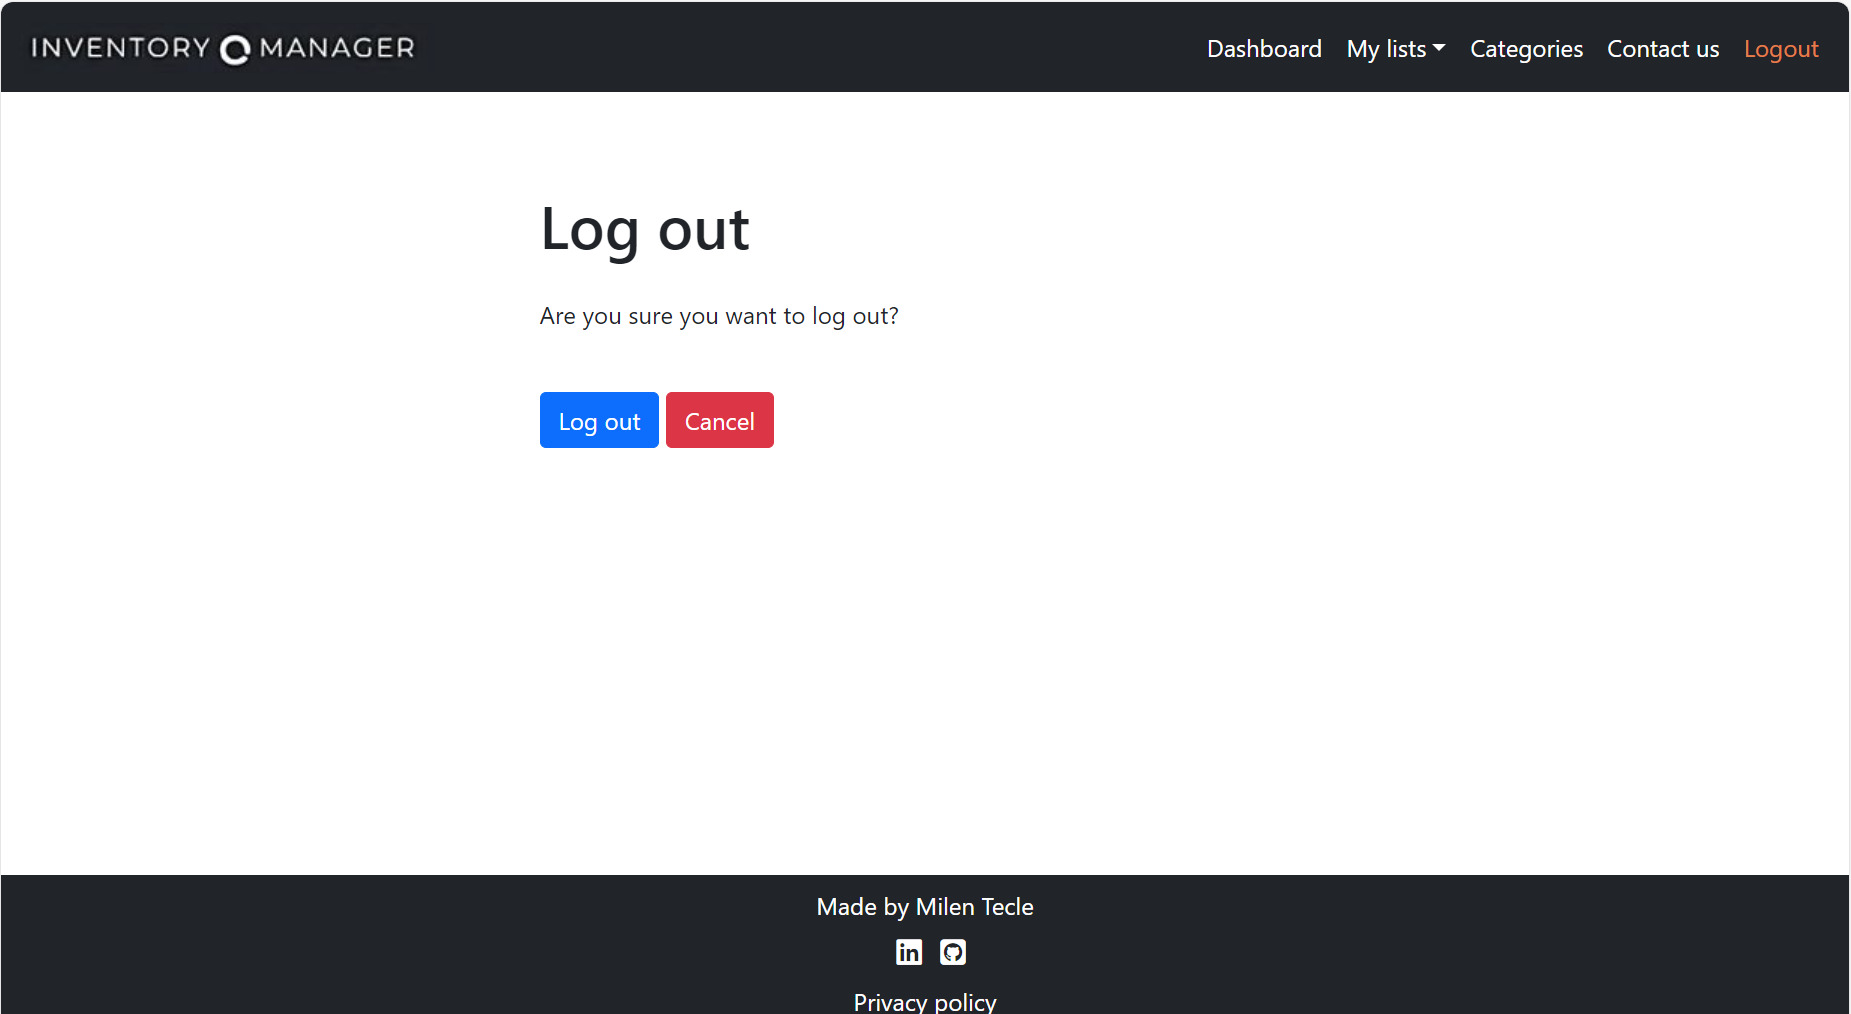 INVENTORY MANAGER
Dashboard My lists Categories Contact us Logout
Log out
Are you sure you want to log out?
Log out Cancel
Made by Milen Tecle
in
Privacy policy